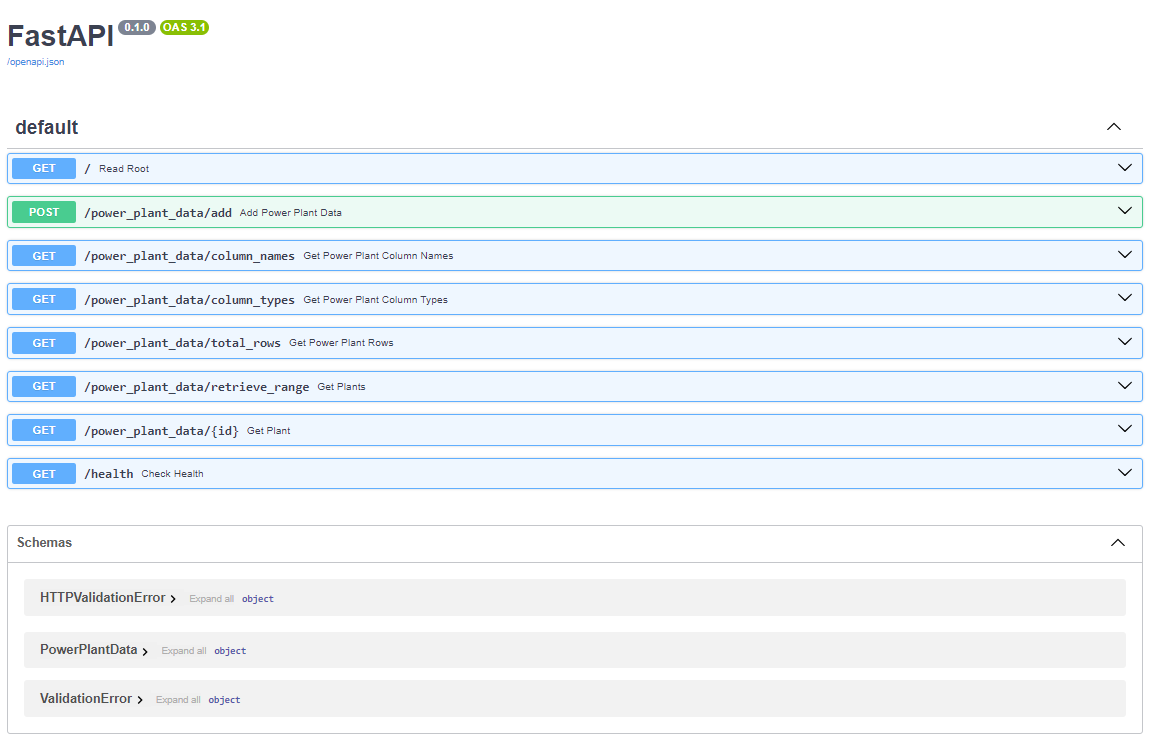 FastAPI 0.1.0 OAS 3.1
/openapi.json
default
GET / Read Root
POST /power_plant_data/add Add Power Plant Data
GET /power_plant_data/column_names Get Power Plant Column Names
GET /power_plant_data/column_types Get Power Plant Column Types
GET /power_plant_data/total_rows Get Power Plant Rows
GET /power_plant_data/retrieve_range Get Plants
GET /power_plant_data/{id} Get Plant
GET /health Check Health
Schemas
HTTPValidationError Expand all object
PowerPlantData Expand all object
ValidationError Expand all object